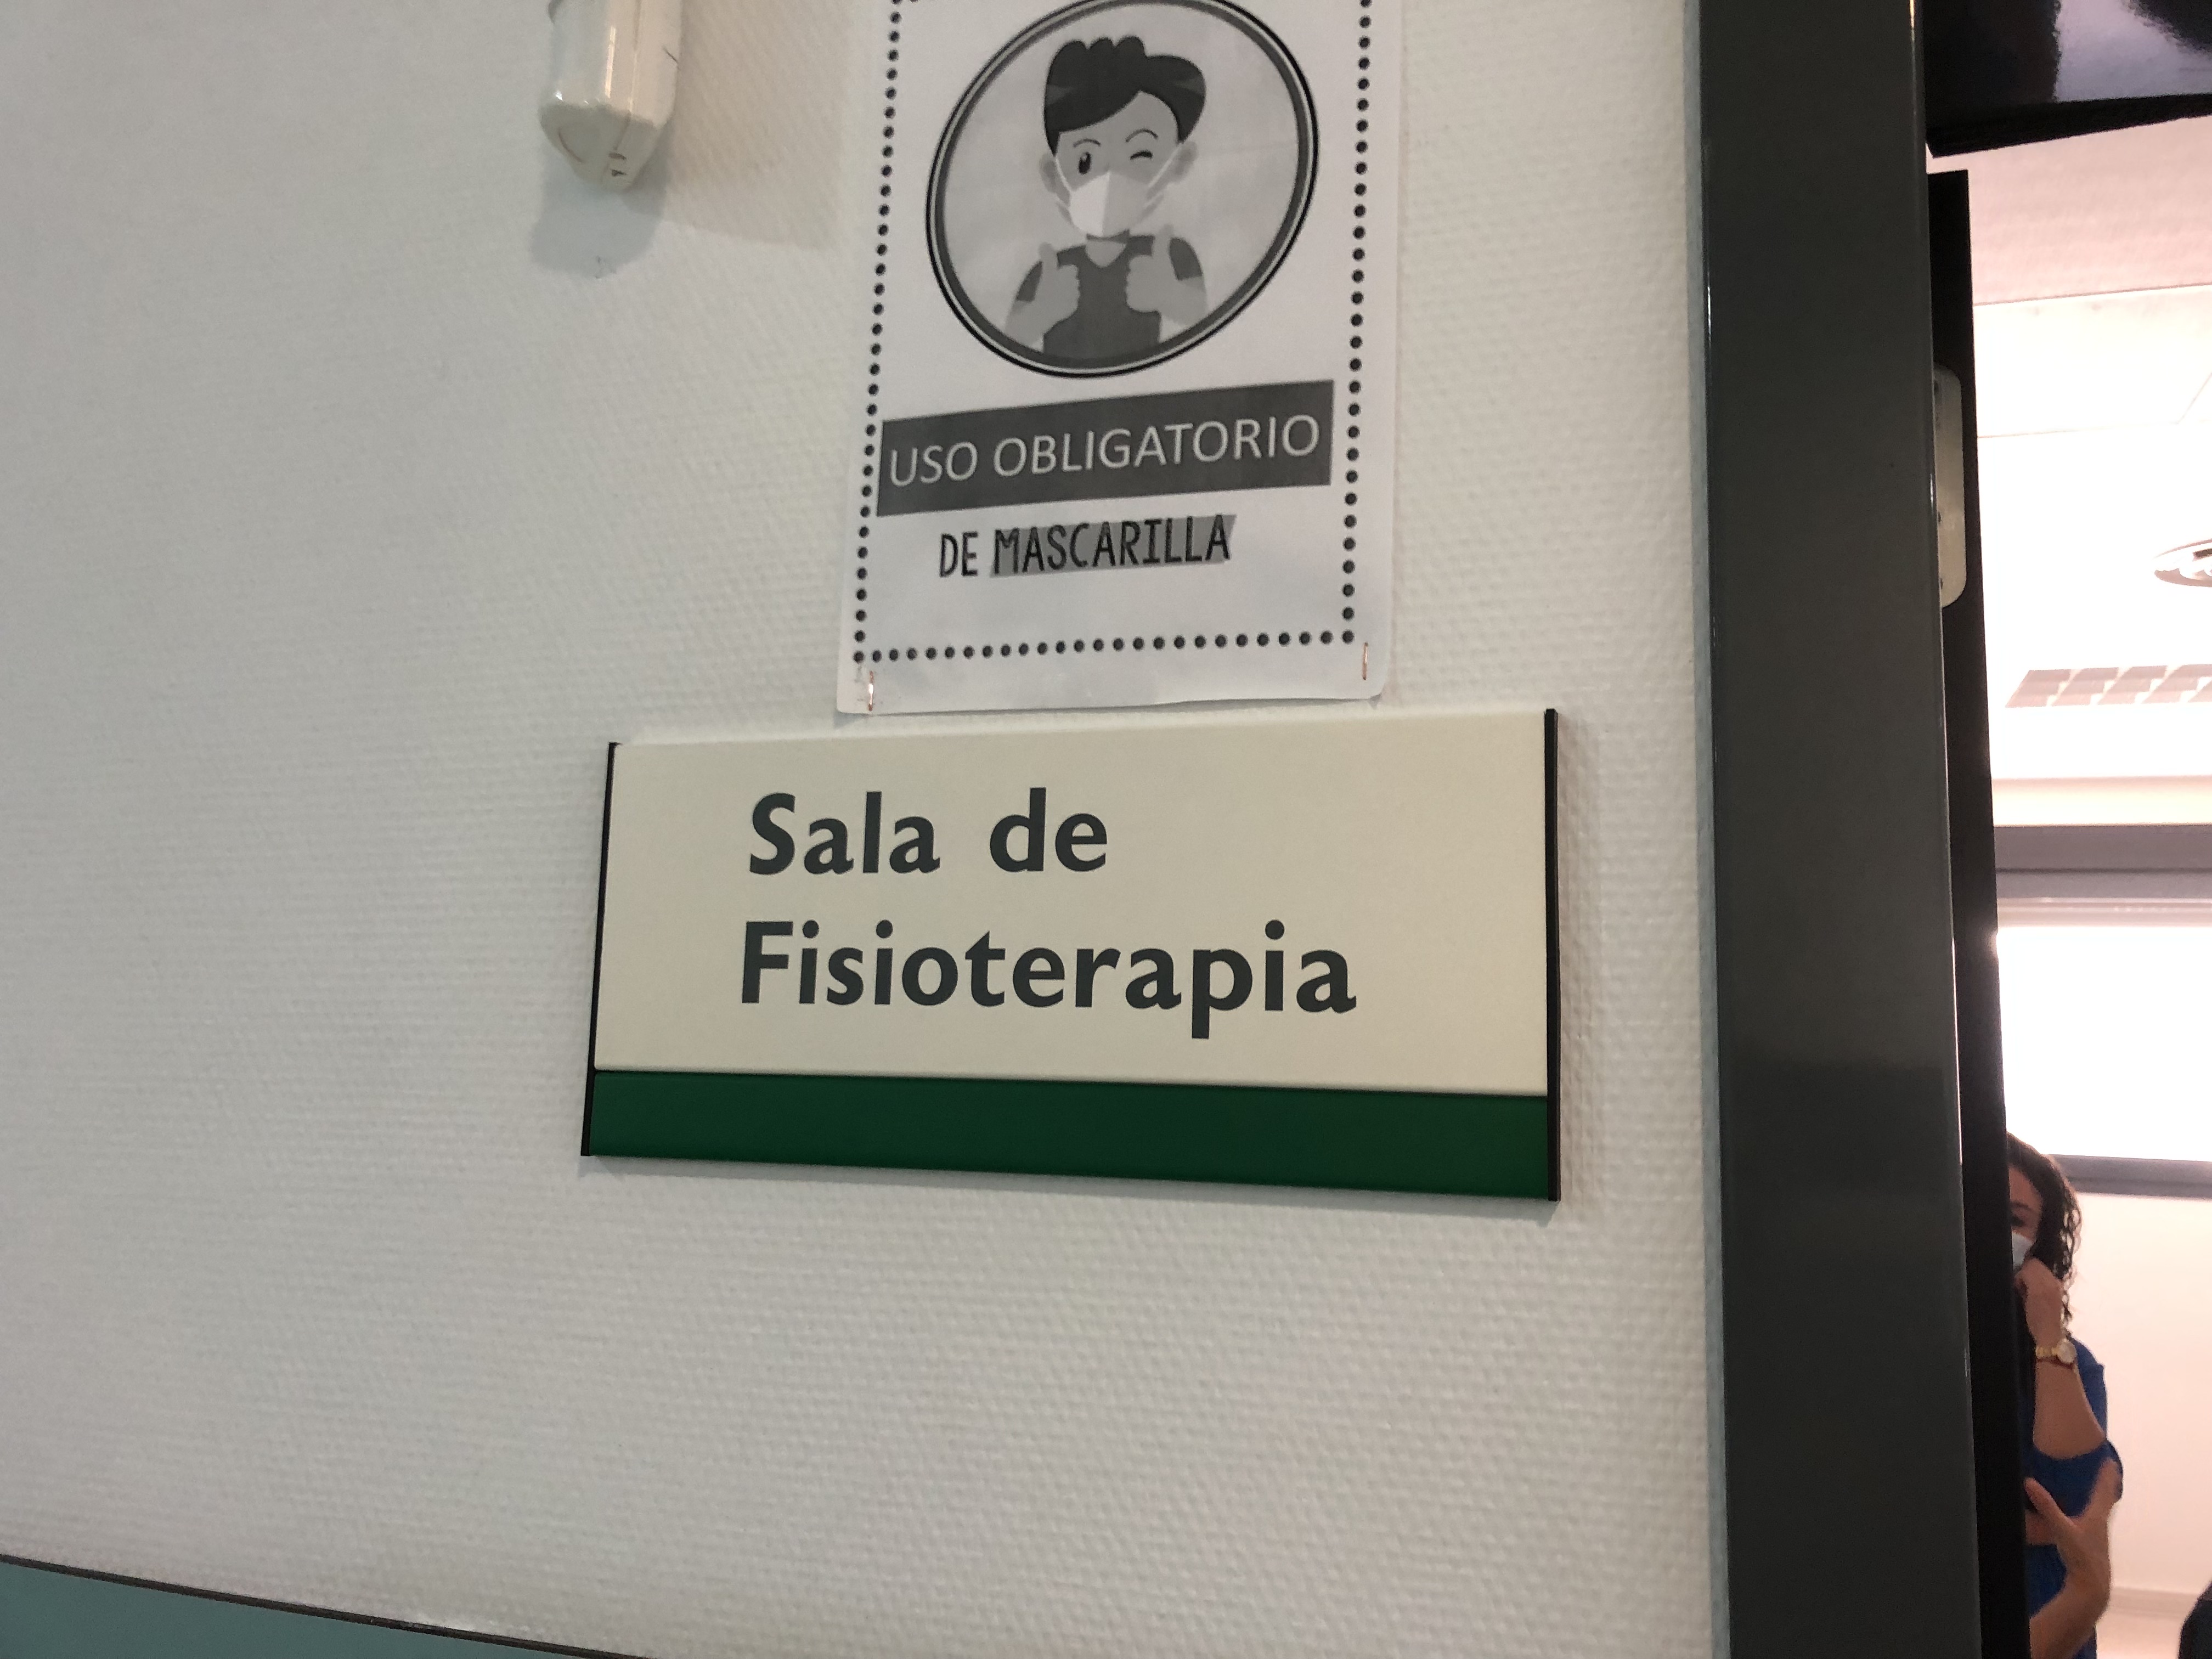 USO OBLIGATORIO
DE MASCARILLA
Sala de
Fisioterapia